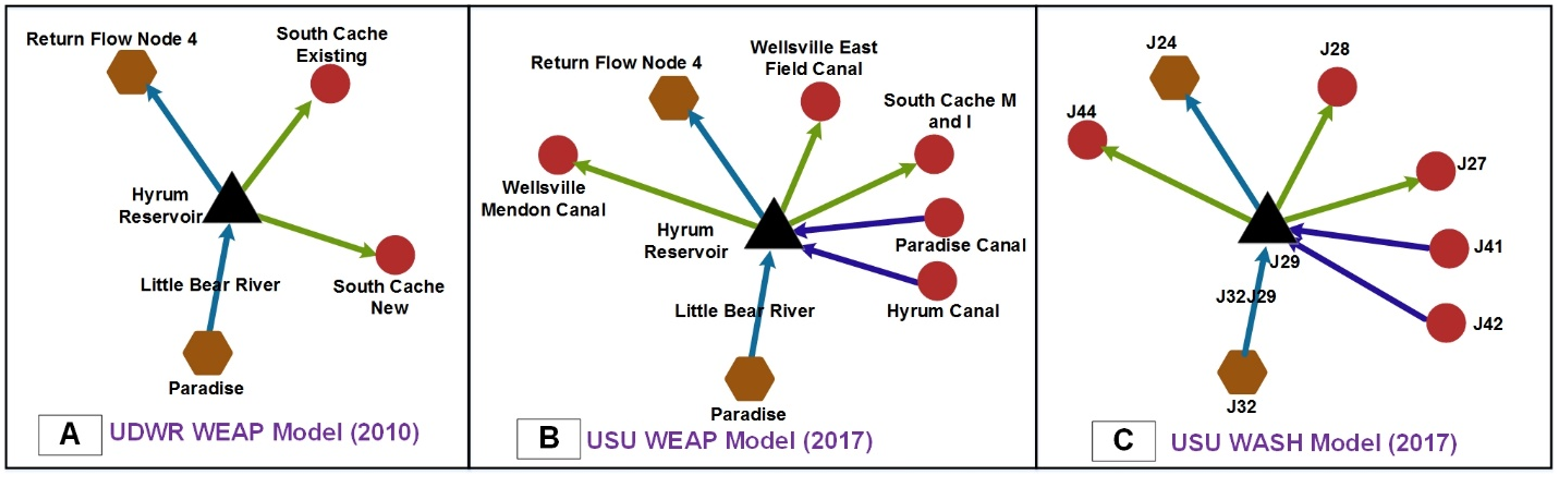 Return Flow Node 4
South Cache
Existing
Hyrum
Reservoir
Little Bear River
South Cache
New
Paradise
A
UDWR WEAP Model (2010)
Return Flow Node 4
Wellsville East
Field Canal
South Cache M
and I
Wellsville
Mendon Canal
Hyrum
Reservoir
Paradise Canal
Little Bear River
Hyrum Canal
Paradise
B
USU WEAP Model (2017)
J24
J28
J44
J27
J41
J29
J32J29
J42
J32
C
USU WASH Model (2017)